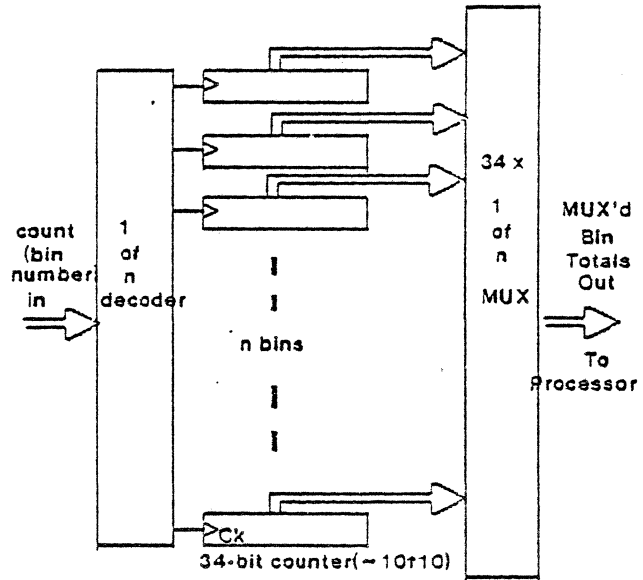 count
(bin
number)
in
1
of
n
decoder
n bins
Ck
34-bit counter(~10↑10)
34 x
1
of
n
MUX
MUX'd
Bin
Totals
Out
To
Processor